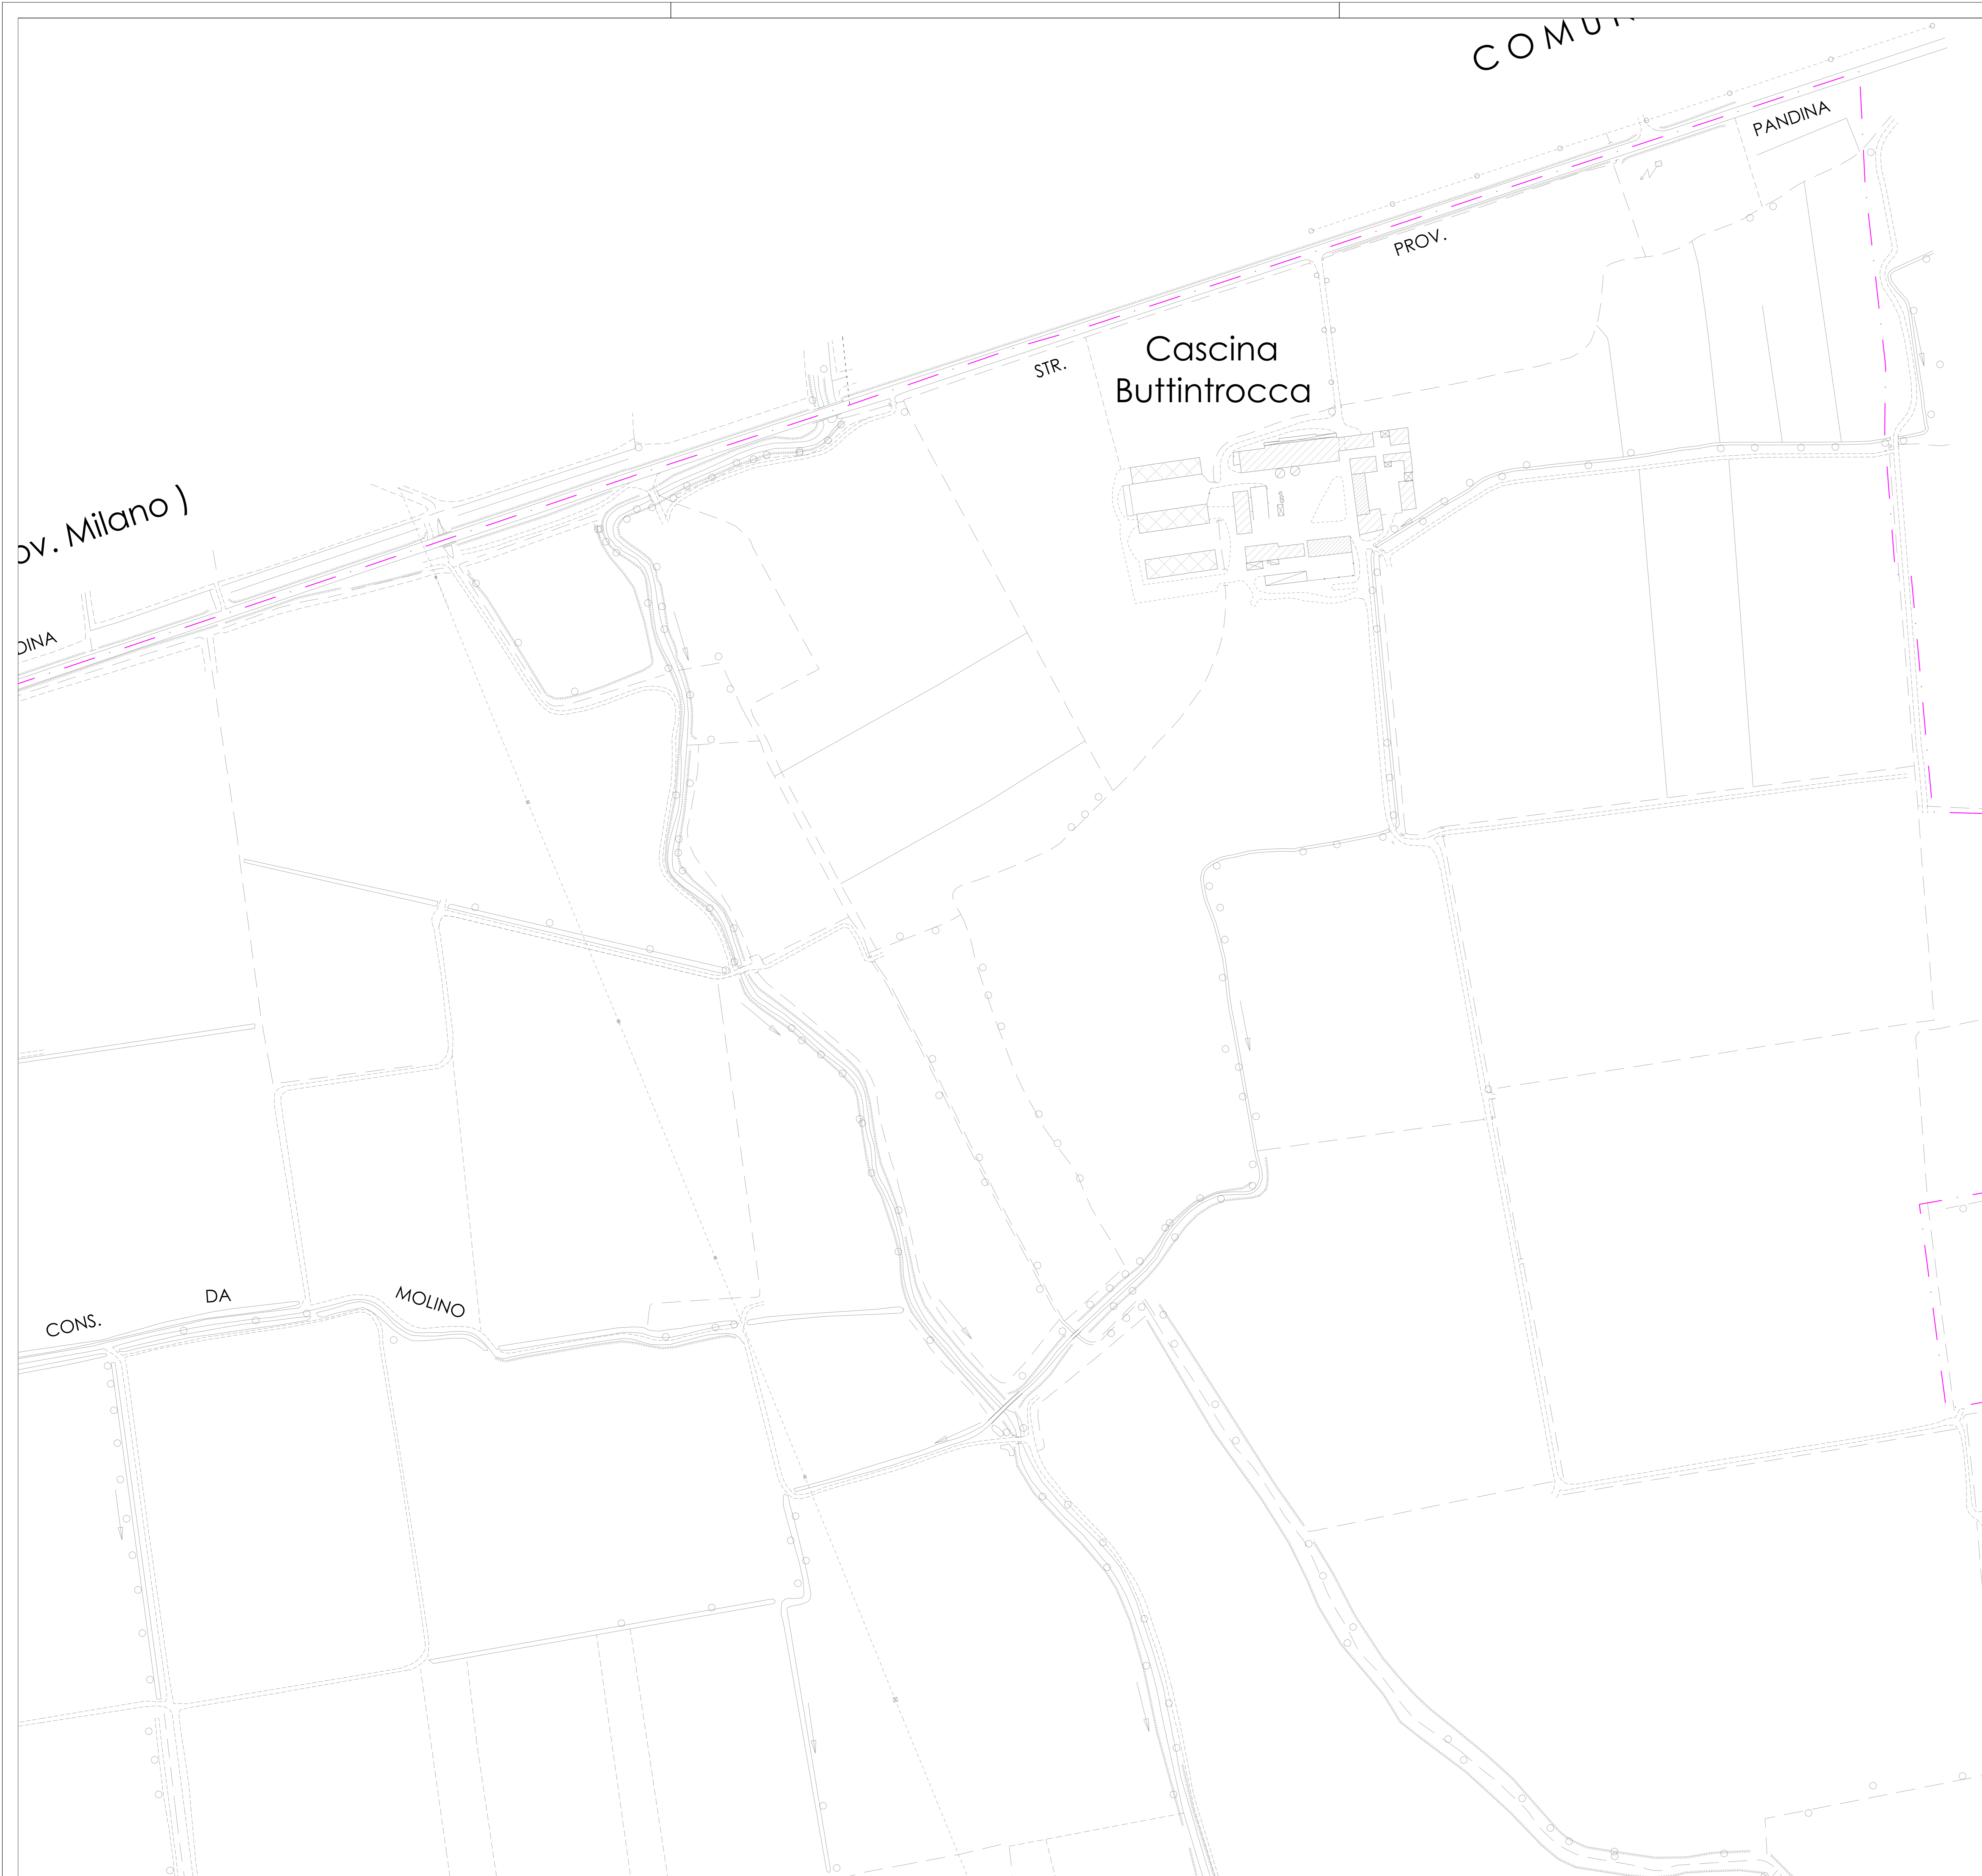 COMU
PANDINA
PROV.
STR.
Cascina
Buttintrocca
ov. Milano )
DINA
CONS.
DA
MOLINO